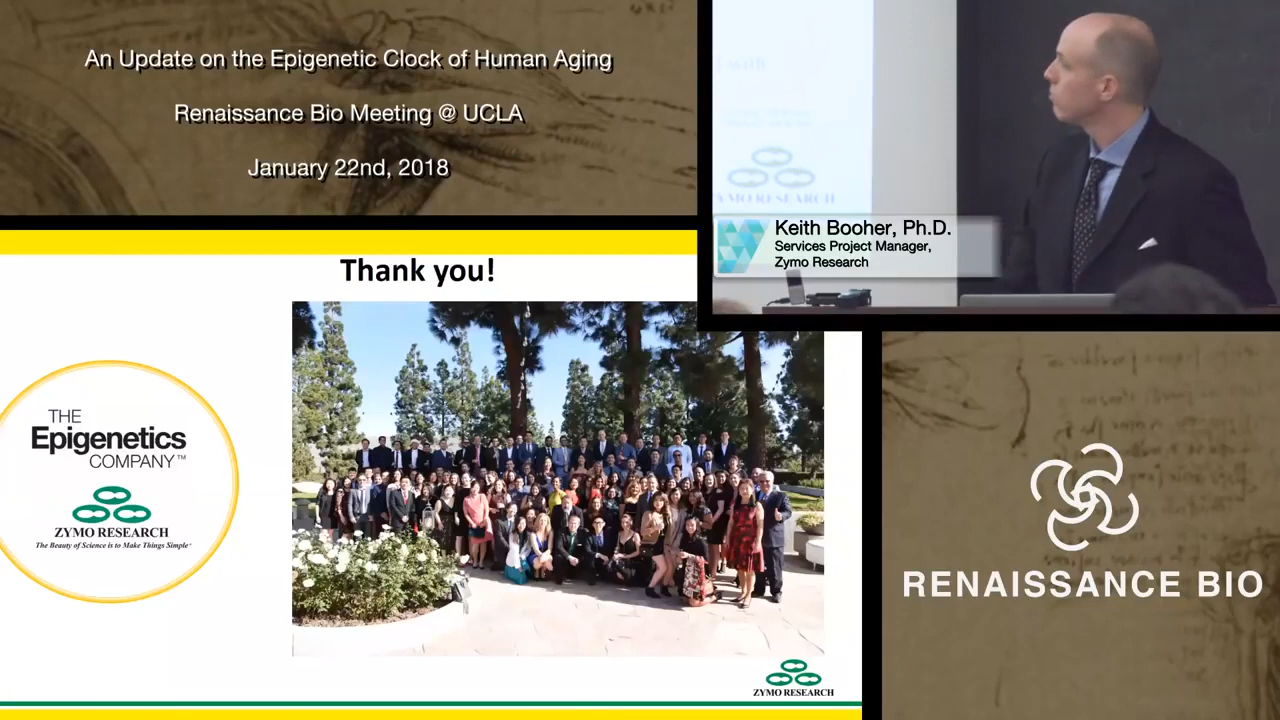 An Update on the Epigenetic Clock of Human Aging
Renaissance Bio Meeting @ UCLA
January 22nd, 2018
ZYMO RESEARCH
Keith Booher, Ph.D.
Services Project Manager,
Zymo Research
Thank you!
THE
Epigenetics
COMPANY™
ZYMO RESEARCH
The Beauty of Science is to Make Things Simple
ZYMO RESEARCH
RENAISSANCE BIO